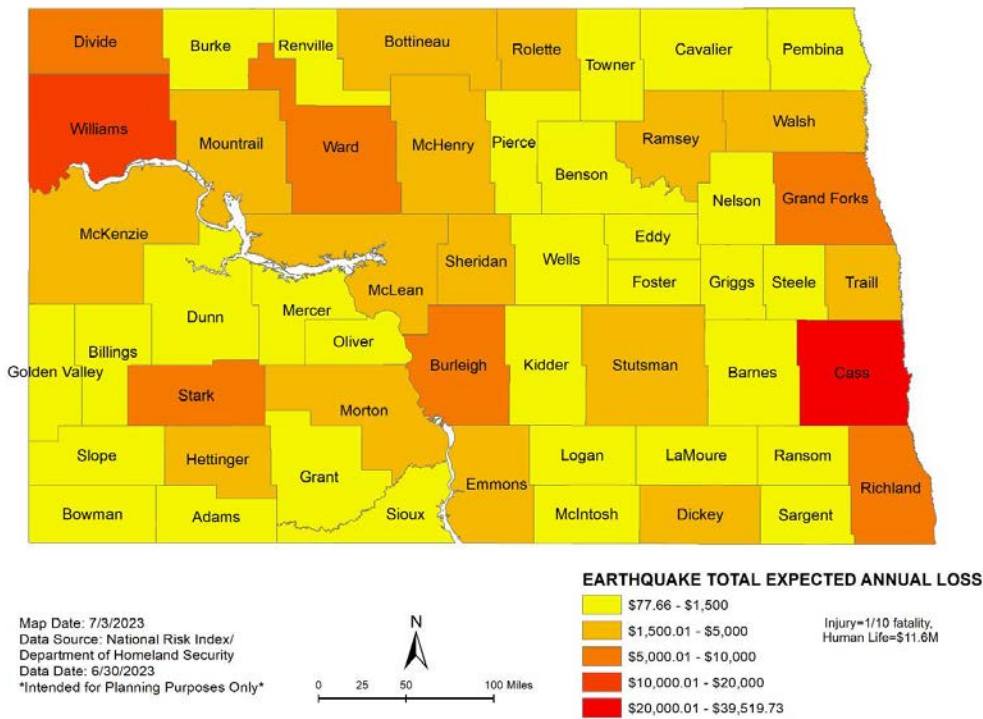 Divide
Burke
Renville
Bottineau
Rolette
Towner
Cavalier
Pembina
Williams
Mountrail
Ward
McHenry
Pierce
Benson
Ramsey
Walsh
Nelson
Grand Forks
McKenzie
Dunn
Mercer
McLean
Sheridan
Wells
Eddy
Foster
Griggs
Steele
Traill
Golden Valley
Billings
Stark
Oliver
Morton
Burleigh
Kidder
Stutsman
Barnes
Cass
Slope
Hettinger
Grant
Emmons
Logan
LaMoure
Ransom
Richland
Bowman
Adams
Sioux
McIntosh
Dickey
Sargent
EARTHQUAKE TOTAL EXPECTED ANNUAL LOSS
$77.66 - $1,500
$1,500.01 - $5,000
$5,000.01 - $10,000
$10,000.01 - $20,000
$20,000.01 - $39,519.73
Injury=1/10 fatality,
Human Life=$11.6M
Map Date: 7/3/2023
Data Source: National Risk Index/
Department of Homeland Security
Data Date: 6/30/2023
*Intended for Planning Purposes Only*
N
0 25 50 100 Miles